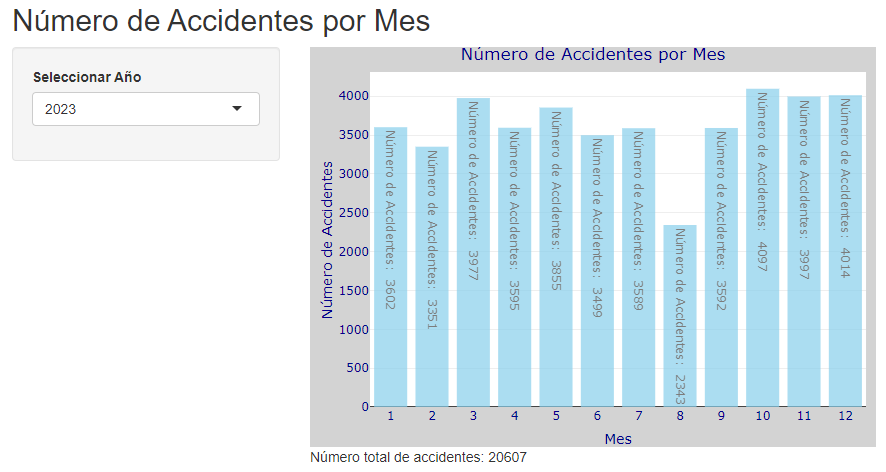 Número de Accidentes por Mes
Seleccionar Año
2023
Número de Accidentes por Mes
Número de Accidentes
4000
3500
3000
2500
2000
1500
1000
500
0
Número de Accidentes: 3602
Número de Accidentes: 3351
Número de Accidentes: 3977
Número de Accidentes: 3595
Número de Accidentes: 3855
Número de Accidentes: 3499
Número de Accidentes: 3589
Número de Accidentes: 2343
Número de Accidentes: 3592
Número de Accidentes: 4097
Número de Accidentes: 3997
Número de Accidentes: 4014
1 2 3 4 5 6 7 8 9 10 11 12
Mes
Número total de accidentes: 20607